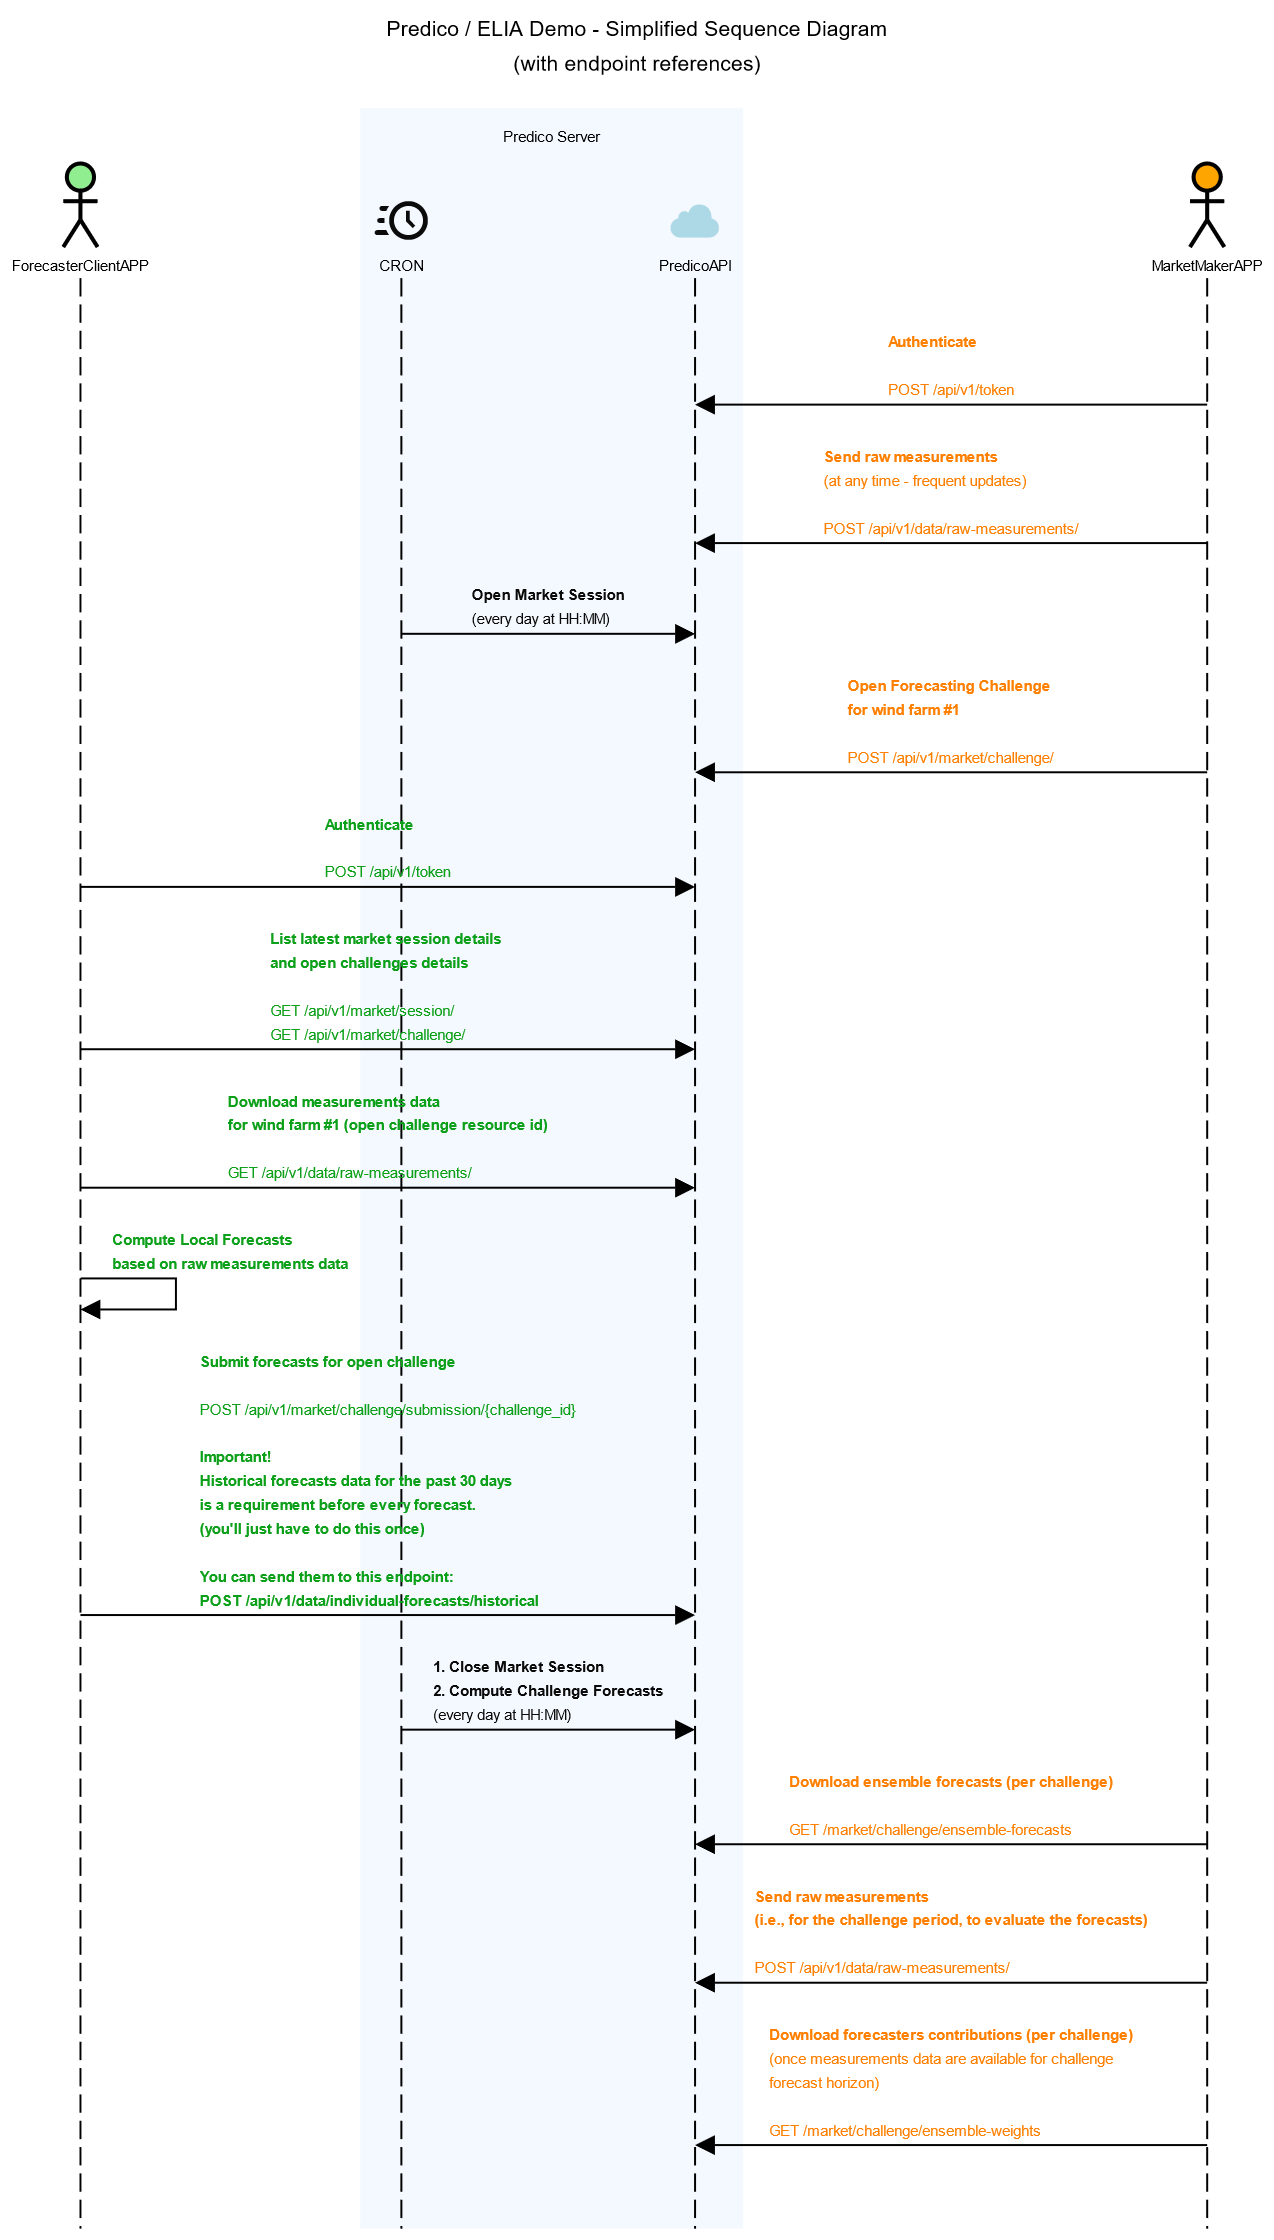 Predico / ELIA Demo - Simplified Sequence Diagram
(with endpoint references)
Predico Server
ForecasterClientAPP
CRON
PredicoAPI
MarketMakerAPP
Authenticate
POST /api/v1/token
Send raw measurements
(at any time - frequent updates)
POST /api/v1/data/raw-measurements/
Open Market Session
(every day at HH:MM)
Open Forecasting Challenge
for wind farm #1
POST /api/v1/market/challenge/
Authenticate
POST /api/v1/token
List latest market session details
and open challenges details
GET /api/v1/market/session/
GET /api/v1/market/challenge/
Download measurements data
for wind farm #1 (open challenge resource id)
GET /api/v1/data/raw-measurements/
Compute Local Forecasts
based on raw measurements data
Submit forecasts for open challenge
POST /api/v1/market/challenge/submission/{challenge_id}
Important!
Historical forecasts data for the past 30 days
is a requirement before every forecast.
(you'll just have to do this once)
You can send them to this endpoint:
POST /api/v1/data/individual-forecasts/historical
1. Close Market Session
2. Compute Challenge Forecasts
(every day at HH:MM)
Download ensemble forecasts (per challenge)
GET /market/challenge/ensemble-forecasts
Send raw measurements
(i.e., for the challenge period, to evaluate the forecasts)
POST /api/v1/data/raw-measurements/
Download forecasters contributions (per challenge)
(once measurements data are available for challenge
forecast horizon)
GET /market/challenge/ensemble-weights